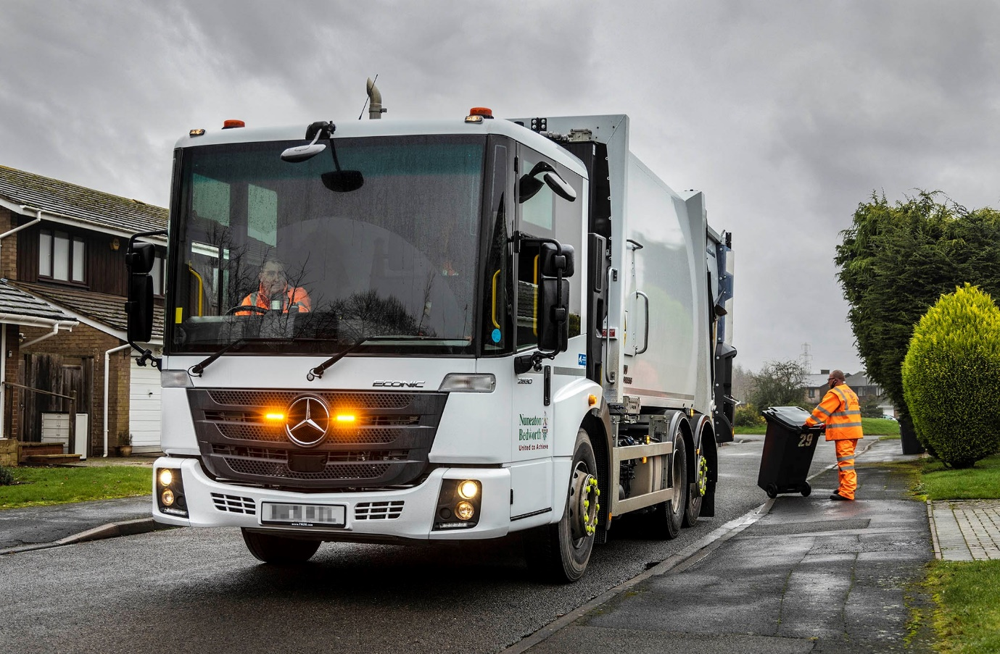 ECONIC
2630
Nuneaton
Bedworth
United to Achieve
29